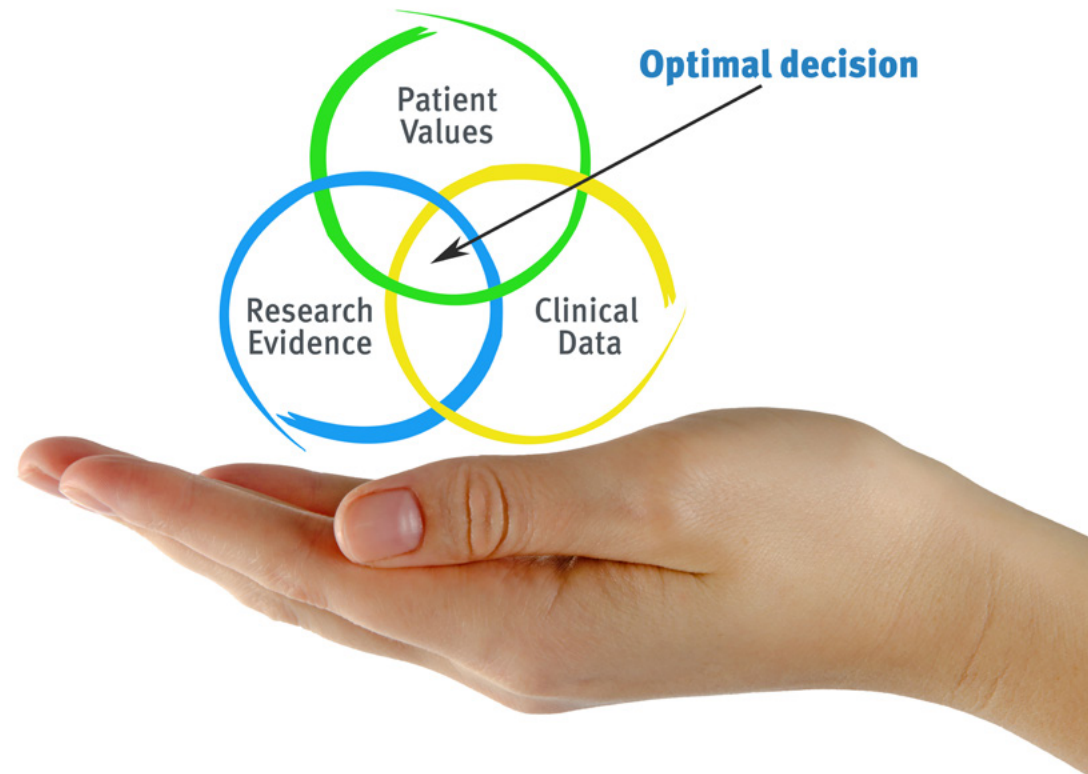 Optimal decision
Patient
Values
Research
Evidence
Clinical
Data